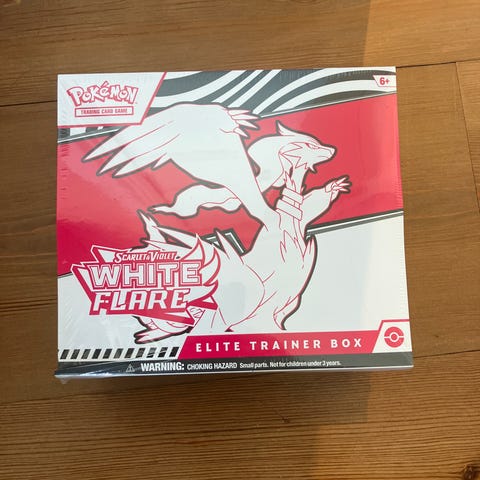 Pokémon
TRADING CARD GAME
6+
SCARLET & VIOLET
WHITE
FLARE
ELITE TRAINER BOX
WARNING: CHOKING HAZARD Small parts. Not for children under 3 years.